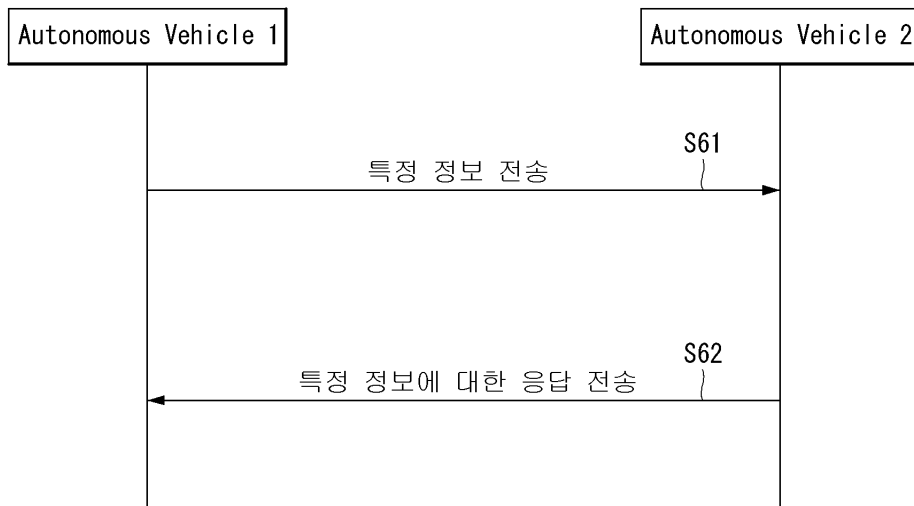 Autonomous Vehicle 1
Autonomous Vehicle 2
S61
특정 정보 전송
S62
특정 정보에 대한 응답 전송